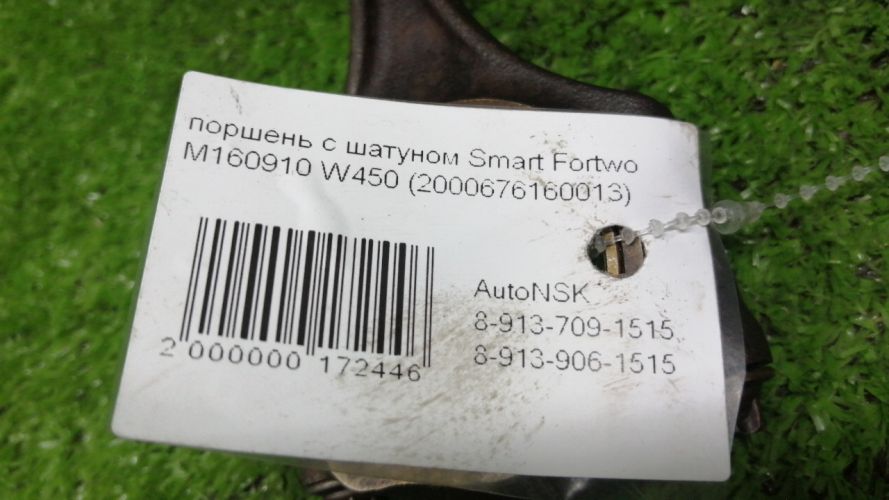 поршень с шатуном Smart Fortwo
M160910 W450 (2000676160013)
AutoNSK
8-913-709-1515
8-913-906-1515
2 000000 172446